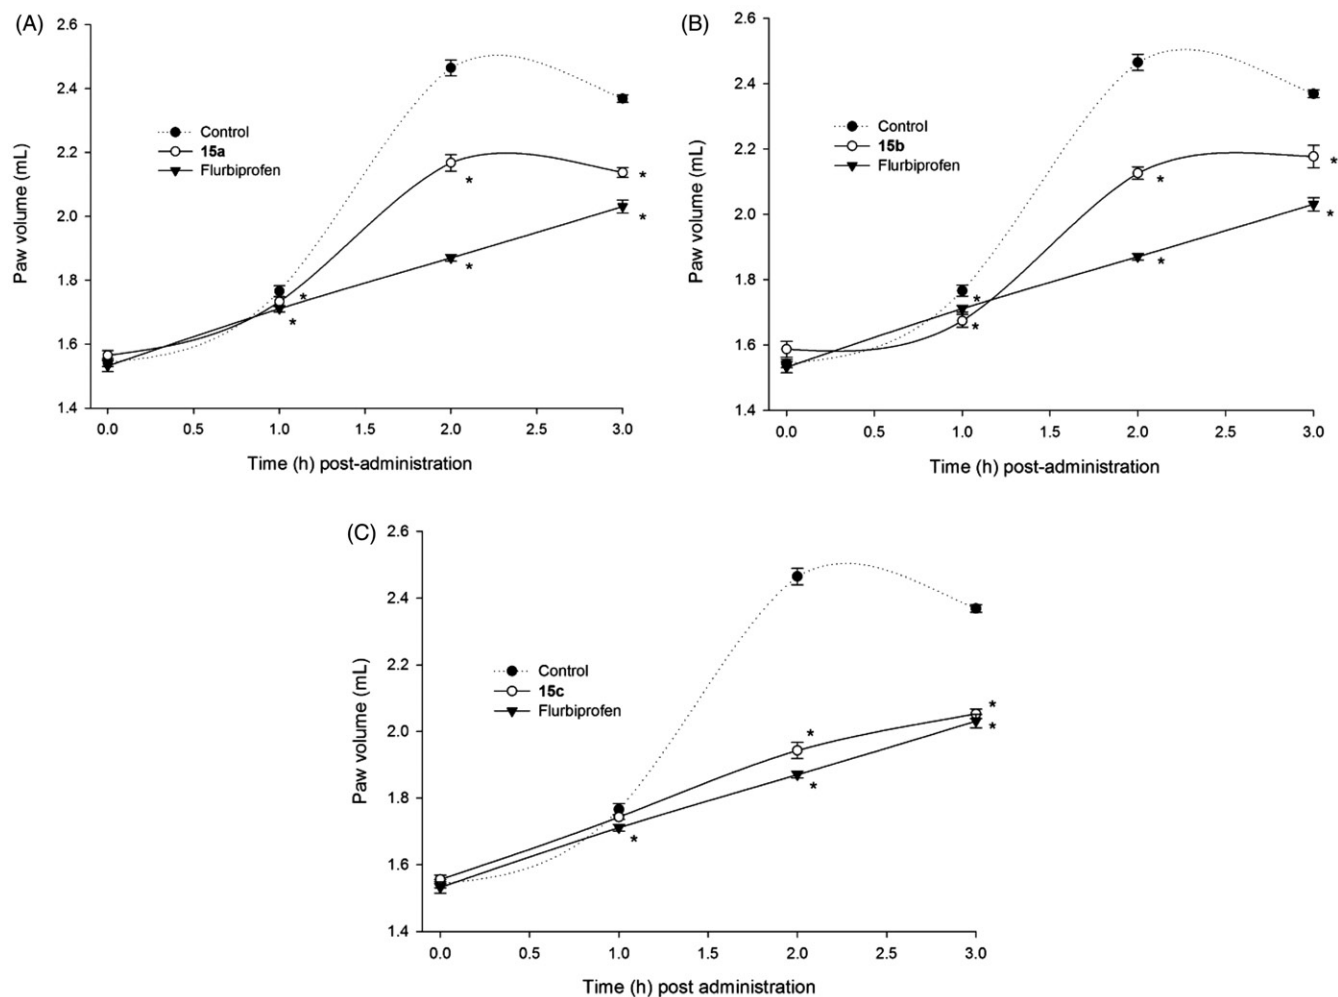 (A)
2.6
2.4
2.2
2.0
1.8
1.6
1.4
Paw volume (mL)
Control
15a
Flurbiprofen
*
*
*
*
*
*
0.0 0.5 1.0 1.5 2.0 2.5 3.0
Time (h) post-administration
(B)
2.6
2.4
2.2
2.0
1.8
1.6
1.4
Paw volume (mL)
Control
15b
Flurbiprofen
*
*
*
*
*
*
0.0 0.5 1.0 1.5 2.0 2.5 3.0
Time (h) post-administration
(C)
2.6
2.4
2.2
2.0
1.8
1.6
1.4
Paw volume (mL)
Control
15c
Flurbiprofen
*
*
*
*
*
0.0 0.5 1.0 1.5 2.0 2.5 3.0
Time (h) post administration